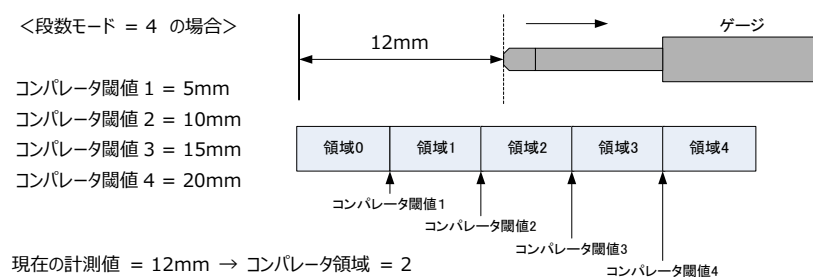 ＜段数モード = 4 の場合＞
12mm
ゲージ
コンパレータ閾値 1 = 5mm
コンパレータ閾値 2 = 10mm
コンパレータ閾値 3 = 15mm
コンパレータ閾値 4 = 20mm
領域0 領域1 領域2 領域3 領域4
コンパレータ閾値1
コンパレータ閾値2
コンパレータ閾値3
コンパレータ閾値4
現在の計測値 = 12mm → コンパレータ領域 = 2